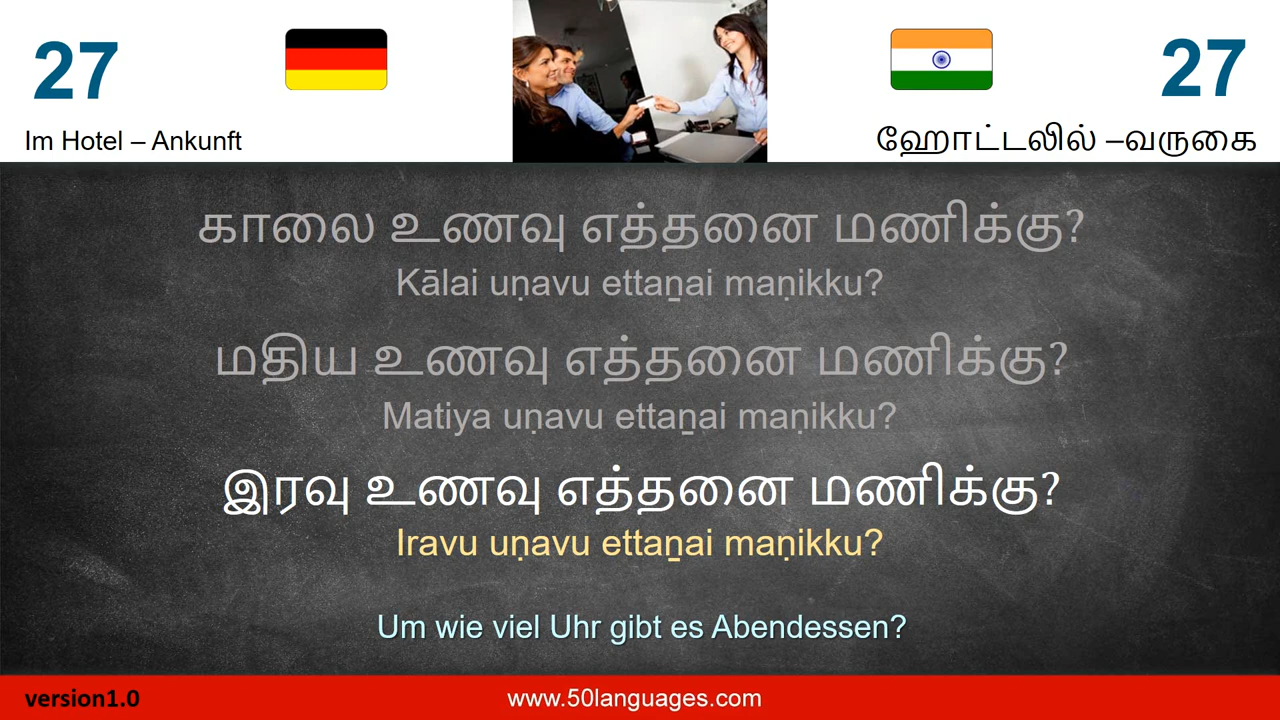 27
27
Im Hotel – Ankunft
ஹோட்டலில் –வருகை
காலை உணவு எத்தனை மணிக்கு?
Kālai uṇavu ettaṉai maṇikku?
மதிய உணவு எத்தனை மணிக்கு?
Matiya uṇavu ettaṉai maṇikku?
இரவு உணவு எத்தனை மணிக்கு?
Iravu uṇavu ettaṉai maṇikku?
Um wie viel Uhr gibt es Abendessen?
version1.0
www.50languages.com